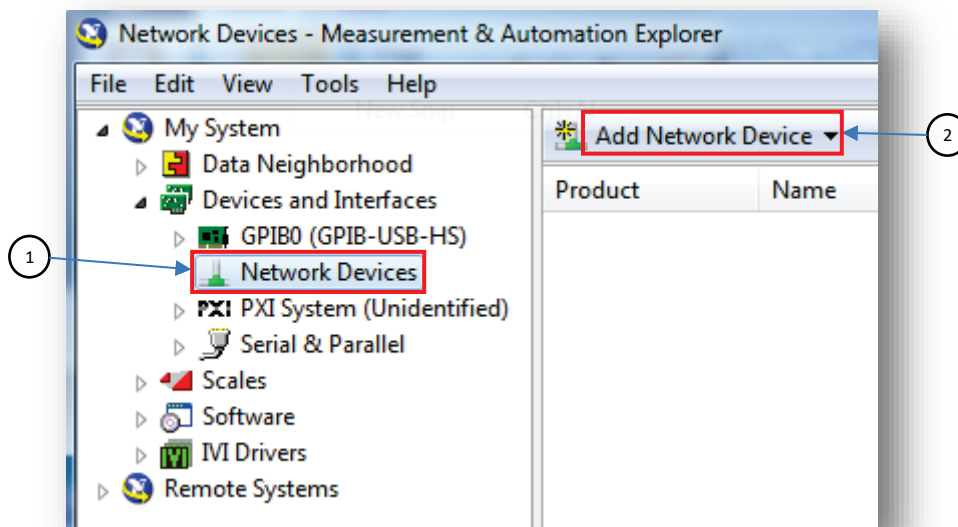 Network Devices - Measurement & Automation Explorer
File Edit View Tools Help
My System
Data Neighborhood
Devices and Interfaces
GPIB0 (GPIB-USB-HS)
Network Devices
PXI PXI System (Unidentified)
Serial & Parallel
Scales
Software
IVI Drivers
Remote Systems
Add Network Device
Product Name
1
2